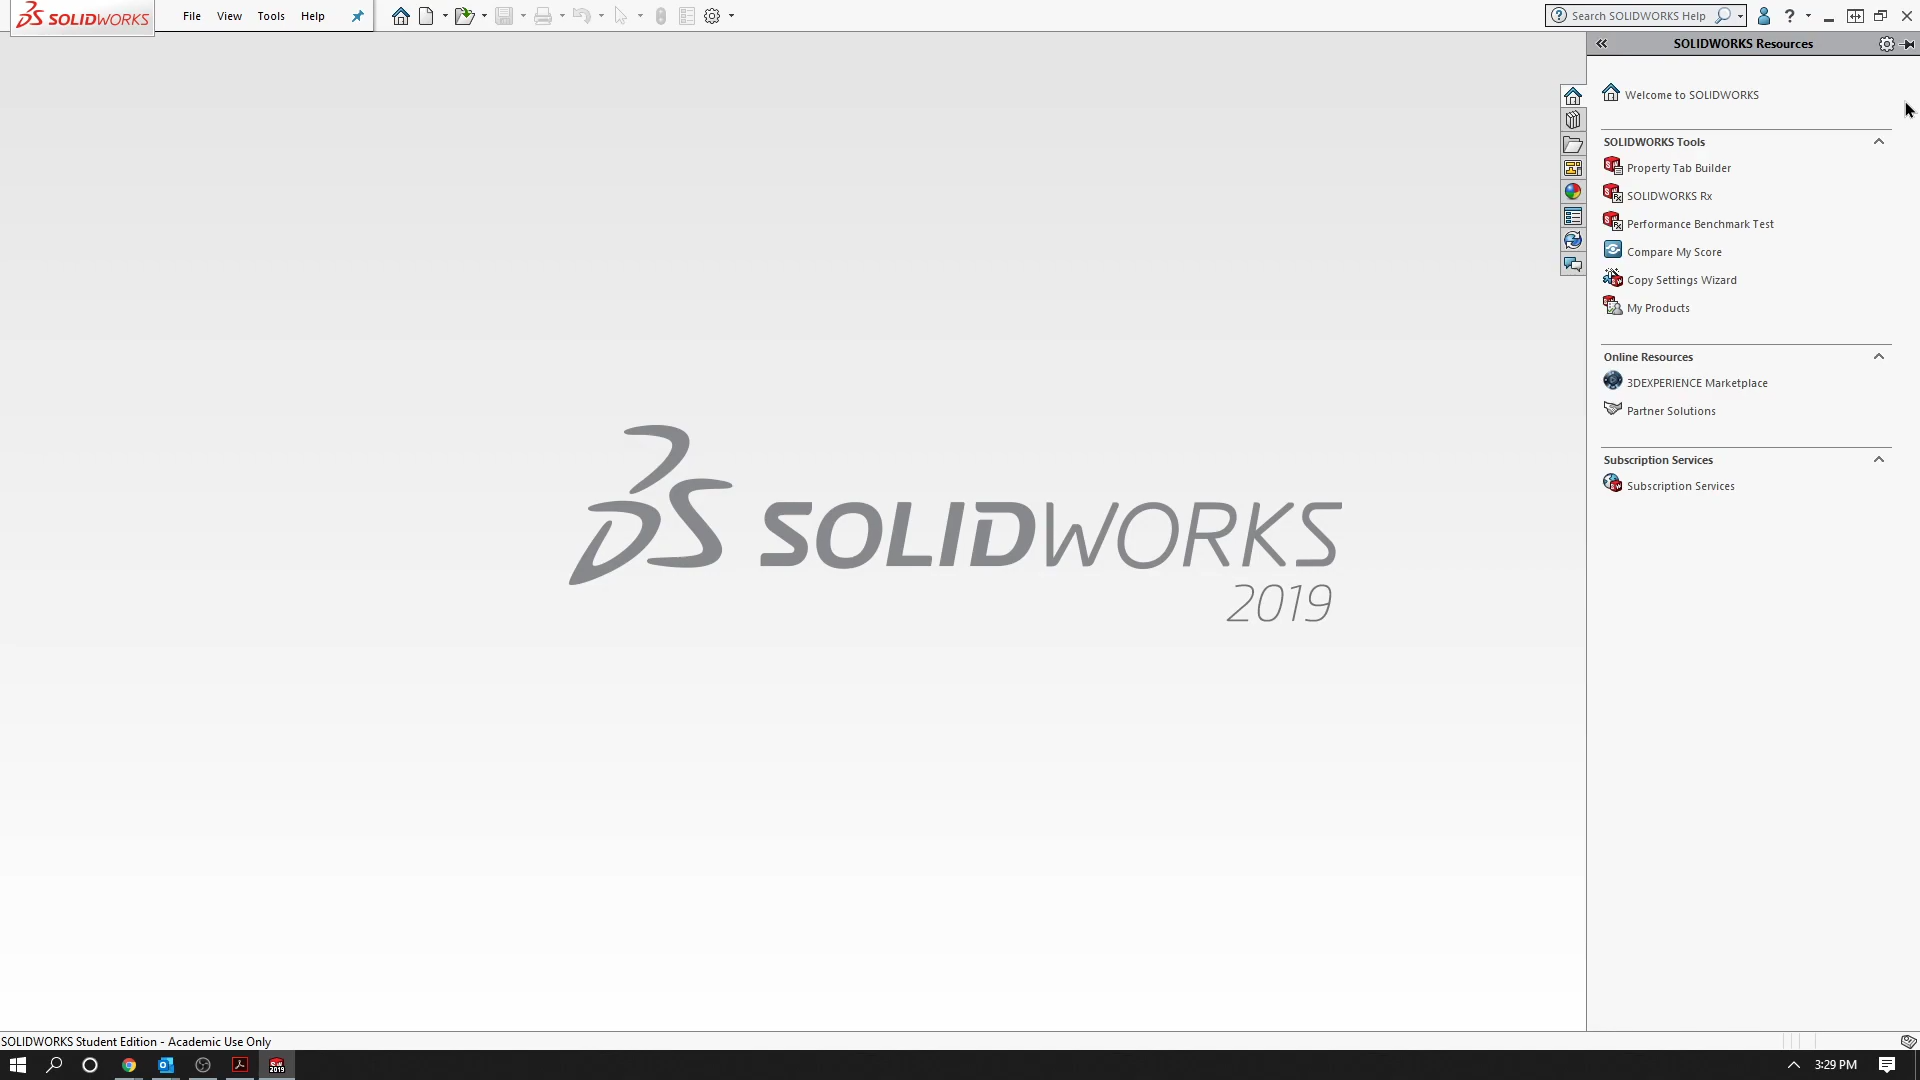 SOLIDWORKS File View Tools Help Search SOLIDWORKS Help ?
SOLIDWORKS Resources
Welcome to SOLIDWORKS
SOLIDWORKS Tools
Property Tab Builder
SOLIDWORKS Rx
Performance Benchmark Test
Compare My Score
Copy Settings Wizard
My Products
Online Resources
3DEXPERIENCE Marketplace
Partner Solutions
Subscription Services
Subscription Services
SOLIDWORKS
2019
SOLIDWORKS Student Edition - Academic Use Only
3:29 PM